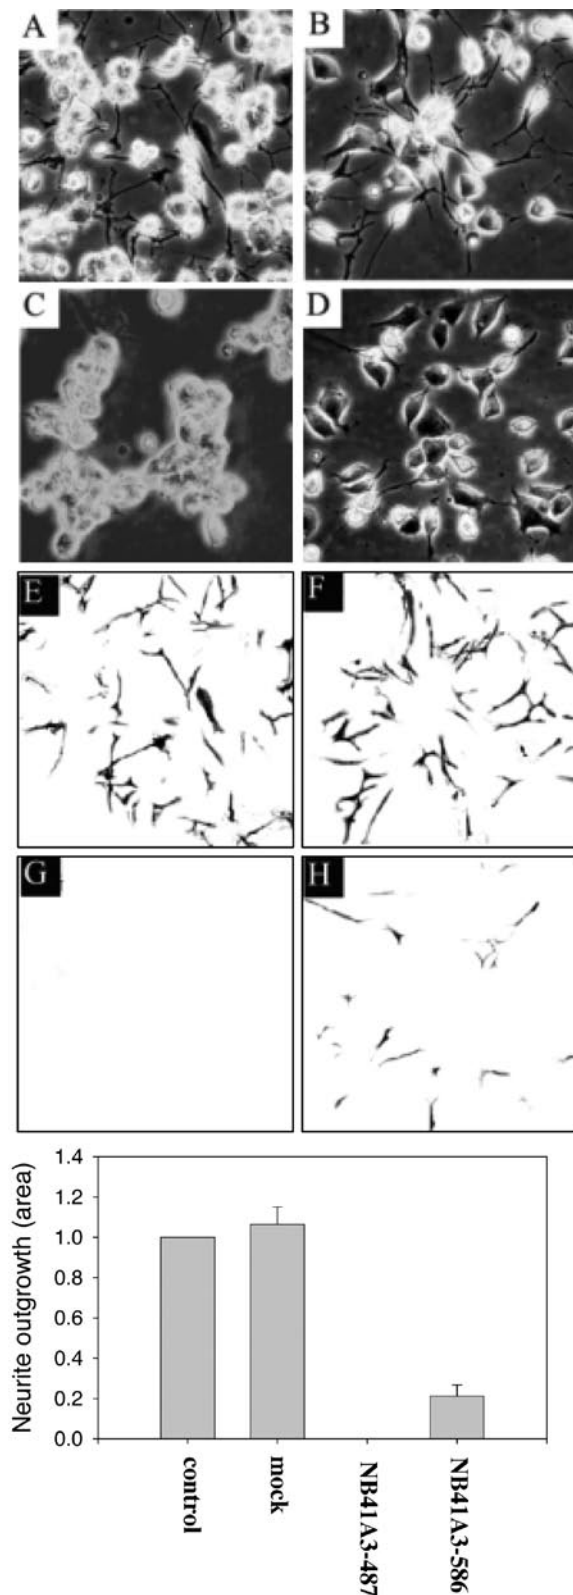 A
B
C
D
E
F
G
H
Neurite outgrowth (area)
1.4
1.2
1.0
0.8
0.6
0.4
0.2
0.0
control
mock
NB41A3-487
NB41A3-586